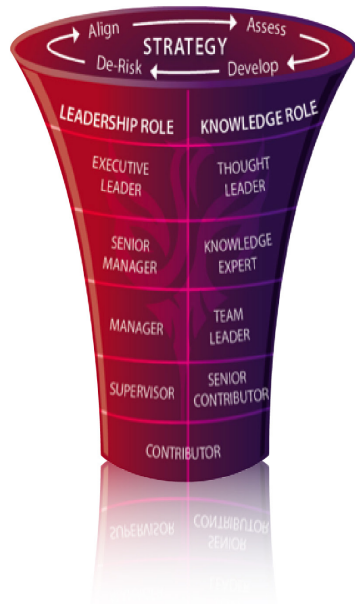 Align
Assess
STRATEGY
De-Risk
Develop
LEADERSHIP ROLE
KNOWLEDGE ROLE
EXECUTIVE
LEADER
THOUGHT
LEADER
SENIOR
MANAGER
KNOWLEDGE
EXPERT
MANAGER
TEAM
LEADER
SUPERVISOR
SENIOR
CONTRIBUTOR
CONTRIBUTOR